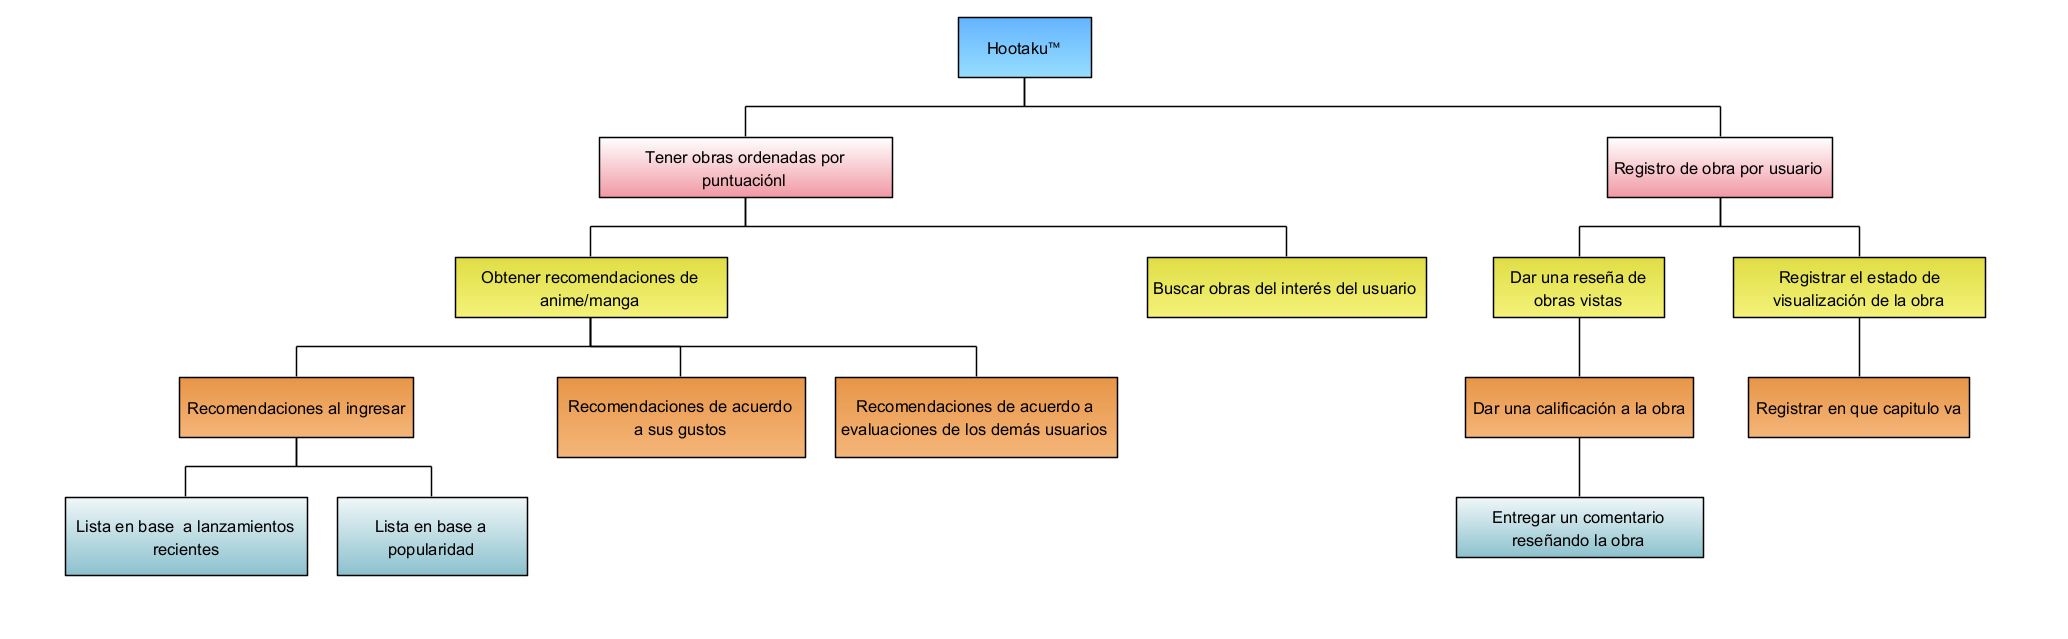 Hootaku™
Tener obras ordenadas por
puntuaciónl
Registro de obra por usuario
Obtener recomendaciones de
anime/manga
Buscar obras del interés del usuario
Dar una reseña de
obras vistas
Registrar el estado de
visualización de la obra
Recomendaciones al ingresar
Recomendaciones de acuerdo
a sus gustos
Recomendaciones de acuerdo a
evaluaciones de los demás usuarios
Dar una calificación a la obra
Registrar en que capitulo va
Lista en base  a lanzamientos
recientes
Lista en base a
popularidad
Entregar un comentario
reseñando la obra